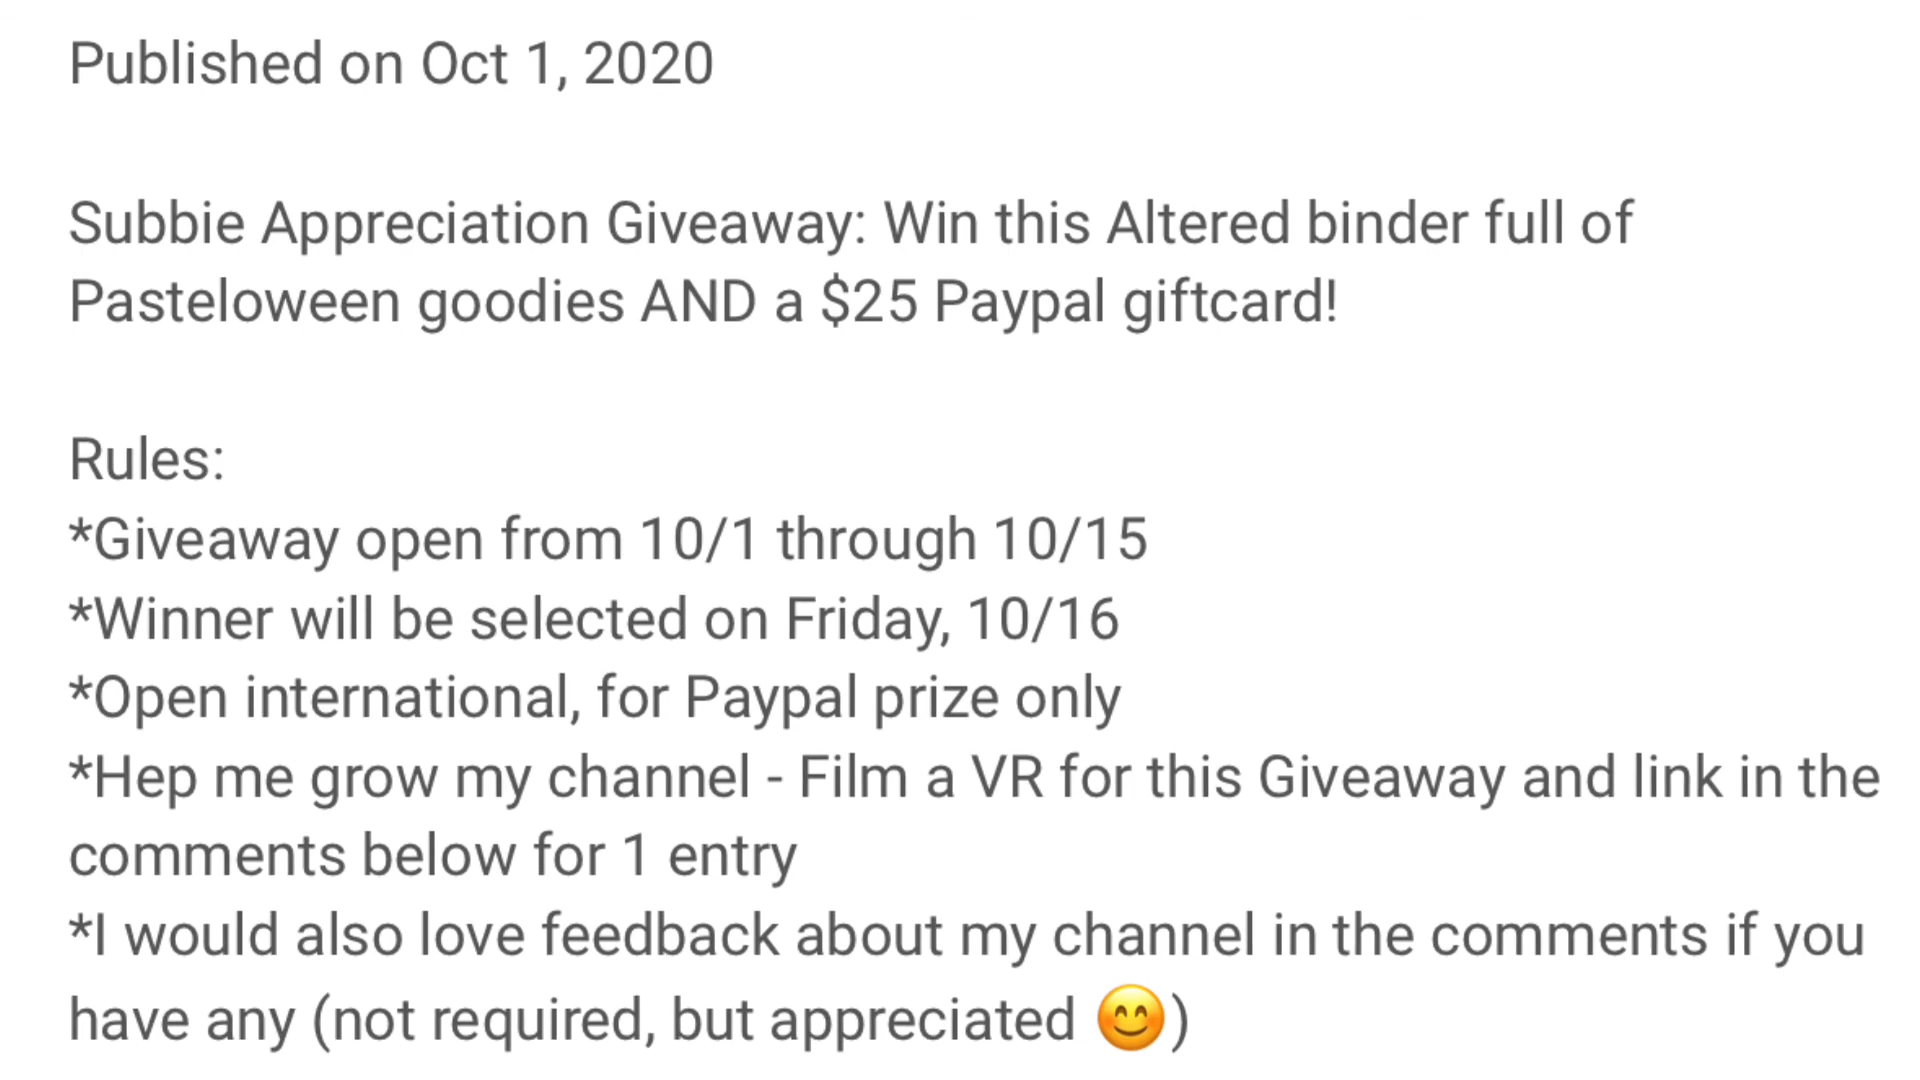 Published on Oct 1, 2020
Subbie Appreciation Giveaway: Win this Altered binder full of
Pasteloween goodies AND a $25 Paypal giftcard!
Rules:
*Giveaway open from 10/1 through 10/15
*Winner will be selected on Friday, 10/16
*Open international, for Paypal prize only
*Hep me grow my channel - Film a VR for this Giveaway and link in the
comments below for 1 entry
*I would also love feedback about my channel in the comments if you
have any (not required, but appreciated 😊)